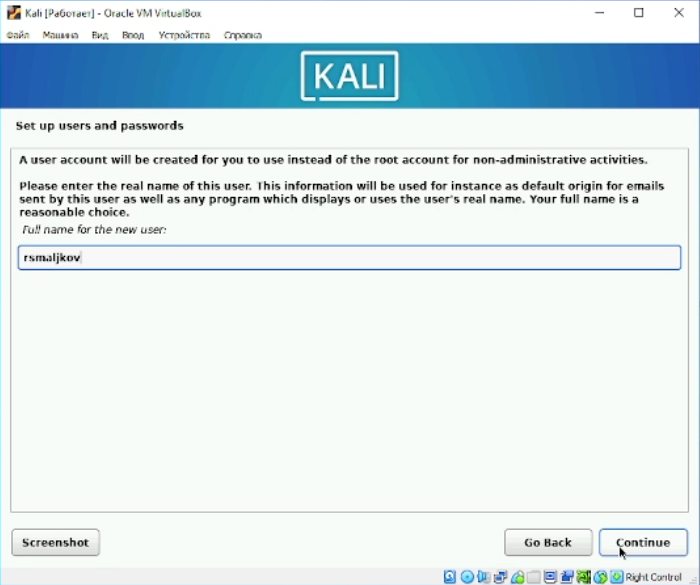 Kali [Работает] - Oracle VM VirtualBox
Файл Машина Вид Ввод Устройства Справка
KALI
Set up users and passwords
A user account will be created for you to use instead of the root account for non-administrative activities.
Please enter the real name of this user. This information will be used for instance as default origin for emails
sent by this user as well as any program which displays or uses the user's real name. Your full name is a
reasonable choice.
Full name for the new user:
rsmaljkov
Screenshot Go Back Continue
Right Control